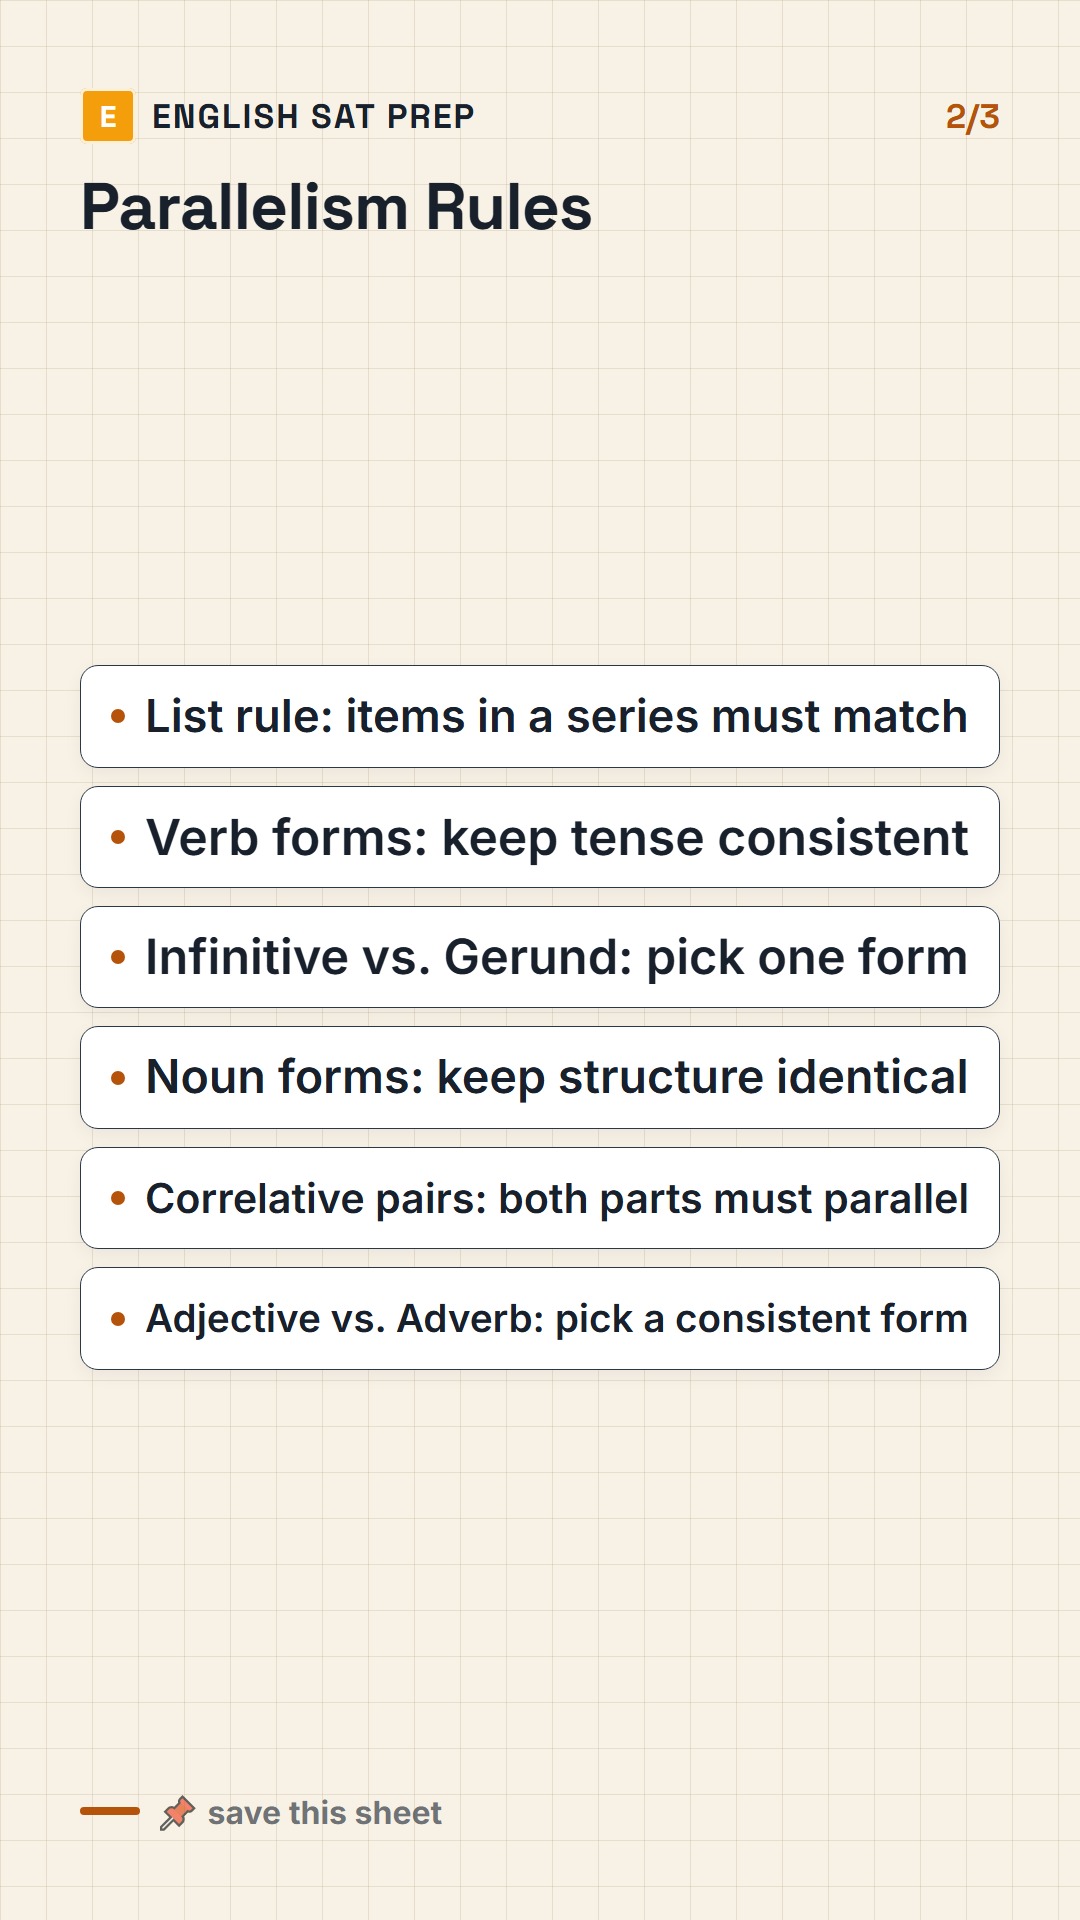 E ENGLISH SAT PREP 2/3
Parallelism Rules
• List rule: items in a series must match
• Verb forms: keep tense consistent
• Infinitive vs. Gerund: pick one form
• Noun forms: keep structure identical
• Correlative pairs: both parts must parallel
• Adjective vs. Adverb: pick a consistent form
📌 save this sheet